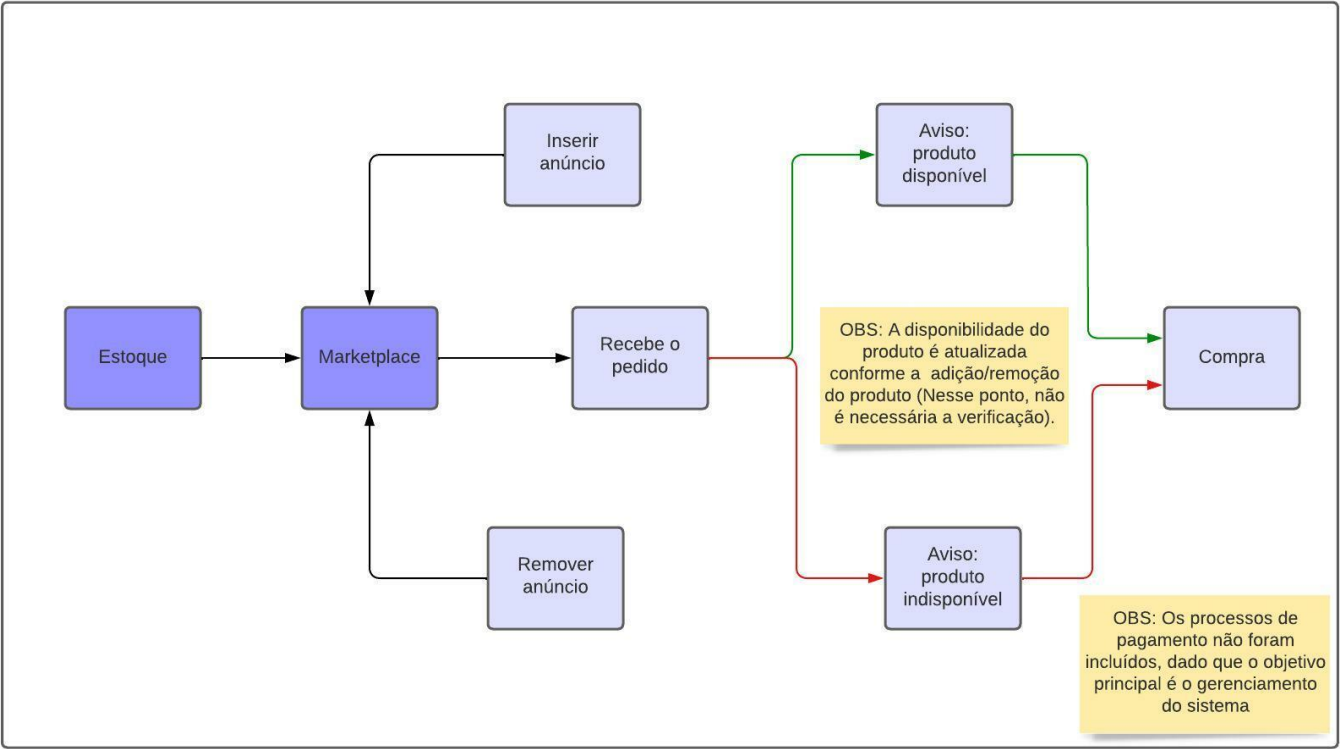 Inserir
anúncio
Aviso:
produto
disponível
Estoque
Marketplace
Recebe o
pedido
OBS: A disponibilidade do
produto é atualizada
conforme a adição/remoção
do produto (Nesse ponto, não
é necessária a verificação).
Compra
Remover
anúncio
Aviso:
produto
indisponível
OBS: Os processos de
pagamento não foram
incluídos, dado que o objetivo
principal é o gerenciamento
do sistema